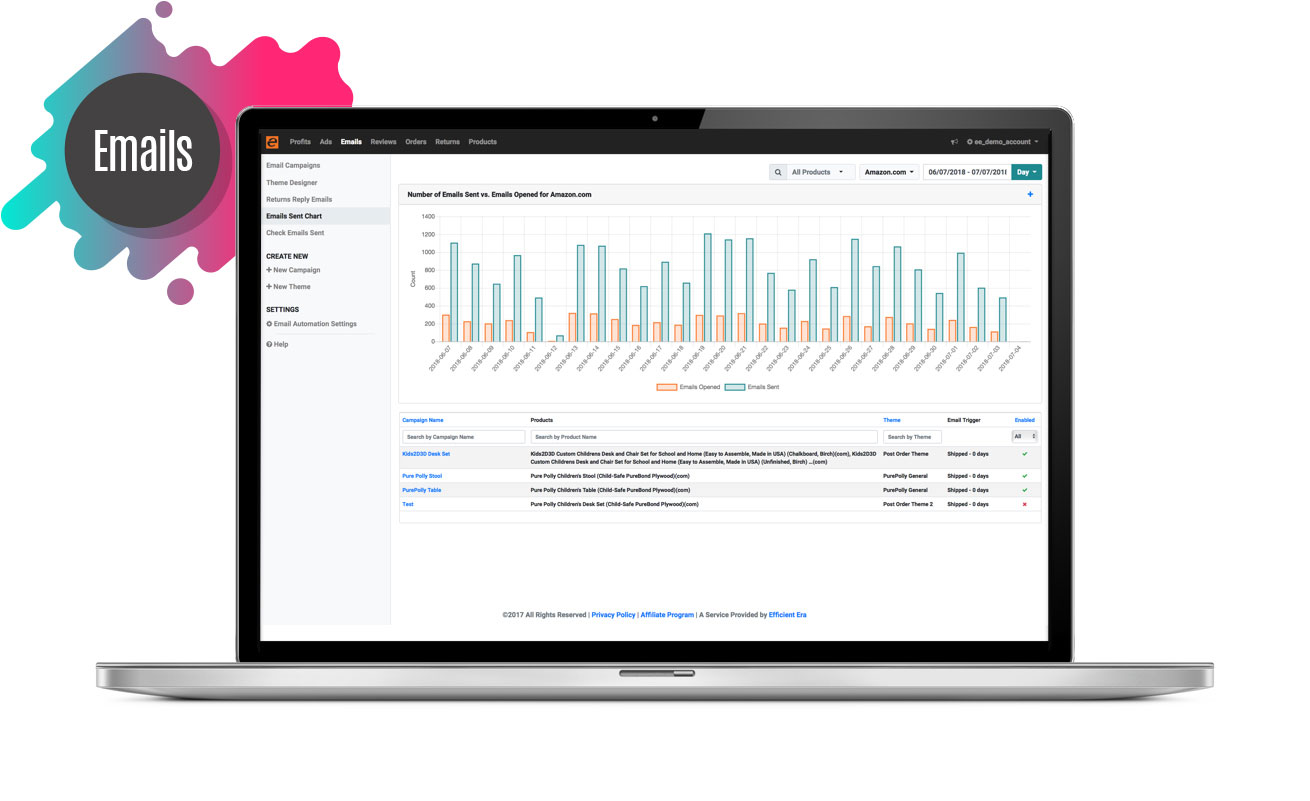 Emails
Profits Ads Emails Reviews Orders Returns Products
ee_demo_account
Email Campaigns
Theme Designer
Returns Reply Emails
Emails Sent Chart
Check Emails Sent
CREATE NEW
+ New Campaign
+ New Theme
SETTINGS
Email Automation Settings
Help
All Products Amazon.com 06/07/2018 - 07/07/2018 Day
Number of Emails Sent vs. Emails Opened for Amazon.com +
1400
1200
1000
800
600
400
200
0
Count
2018-06-07 2018-06-08 2018-06-09 2018-06-10 2018-06-11 2018-06-12 2018-06-13 2018-06-14 2018-06-15 2018-06-16 2018-06-17 2018-06-18 2018-06-19 2018-06-20 2018-06-21 2018-06-22 2018-06-23 2018-06-24 2018-06-25 2018-06-26 2018-06-27 2018-06-28 2018-06-29 2018-06-30 2018-07-01 2018-07-02 2018-07-03 2018-07-04
Emails Opened Emails Sent
Campaign Name Products Theme Email Trigger Enabled
Search by Campaign Name Search by Product Name Search by Theme All
Kids2D3D Desk Set Kids2D3D Custom Childrens Desk and Chair Set for School and Home (Easy to Assemble, Made in USA) (Chalkboard, Birch)(com), Kids2D3D Post Order Theme Shipped - 0 days
Custom Childrens Desk and Chair Set for School and Home (Easy to Assemble, Made in USA) (Unfinished, Birch) ...(com)
Pure Polly Stool Pure Polly Children's Stool (Child-Safe PureBond Plywood)(com) PurePolly General Shipped - 0 days
PurePolly Table Pure Polly Children's Table (Child-Safe PureBond Plywood)(com) PurePolly General Shipped - 0 days
Test Pure Polly Children's Desk Set (Child-Safe PureBond Plywood)(com) Post Order Theme 2 Shipped - 0 days
©2017 All Rights Reserved | Privacy Policy | Affiliate Program | A Service Provided by Efficient Era